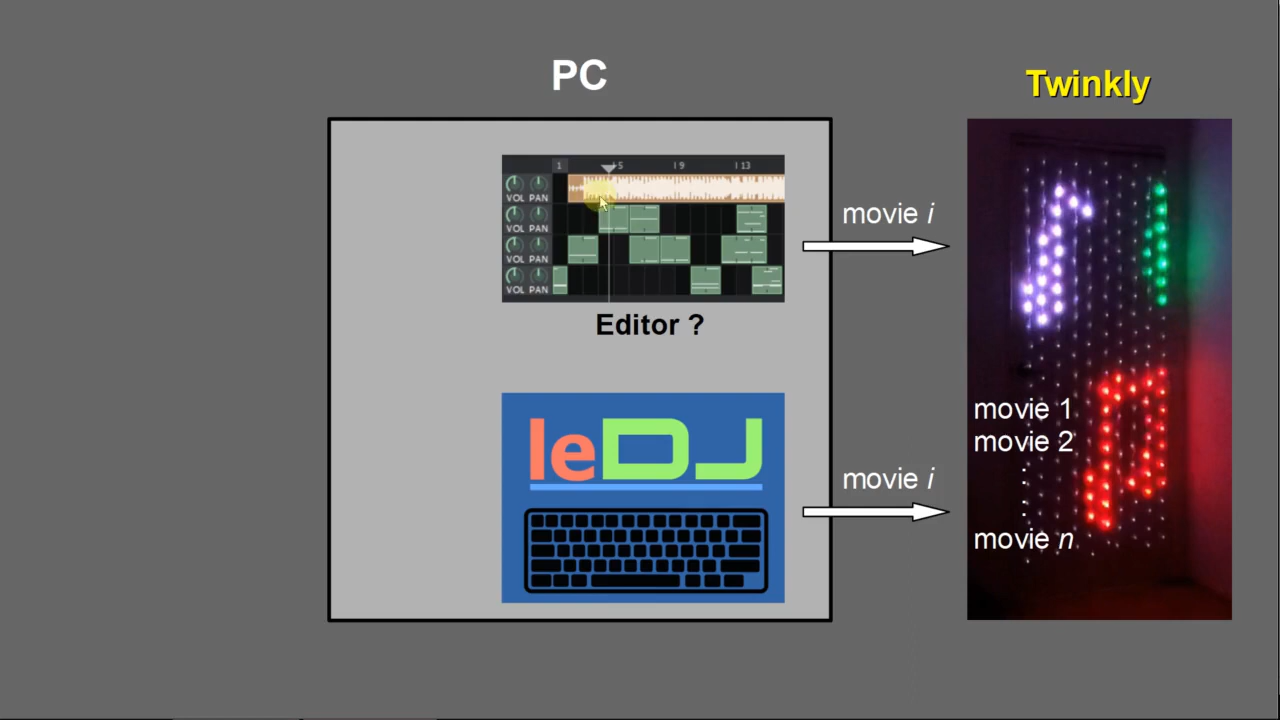 PC
Twinkly
1 5 9 13
VOL PAN
VOL PAN
VOL PAN
VOL PAN
Editor ?
movie i
leDJ
movie i
movie 1
movie 2
movie n